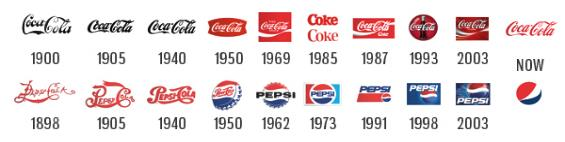 Coca-Cola Coca-Cola Coca-Cola Coca-Cola Coca-Cola Coke Coca-Cola Coca-Cola Coca-Cola
Coke
1900 1905 1940 1950 1969 1985 1987 1993 2003 NOW
Pepsi-Cola Pepsi-Cola Pepsi-Cola Pepsi-Cola PEPSI PEPSI PEPSI PEPSI PEPSI
1898 1905 1940 1950 1962 1973 1991 1998 2003